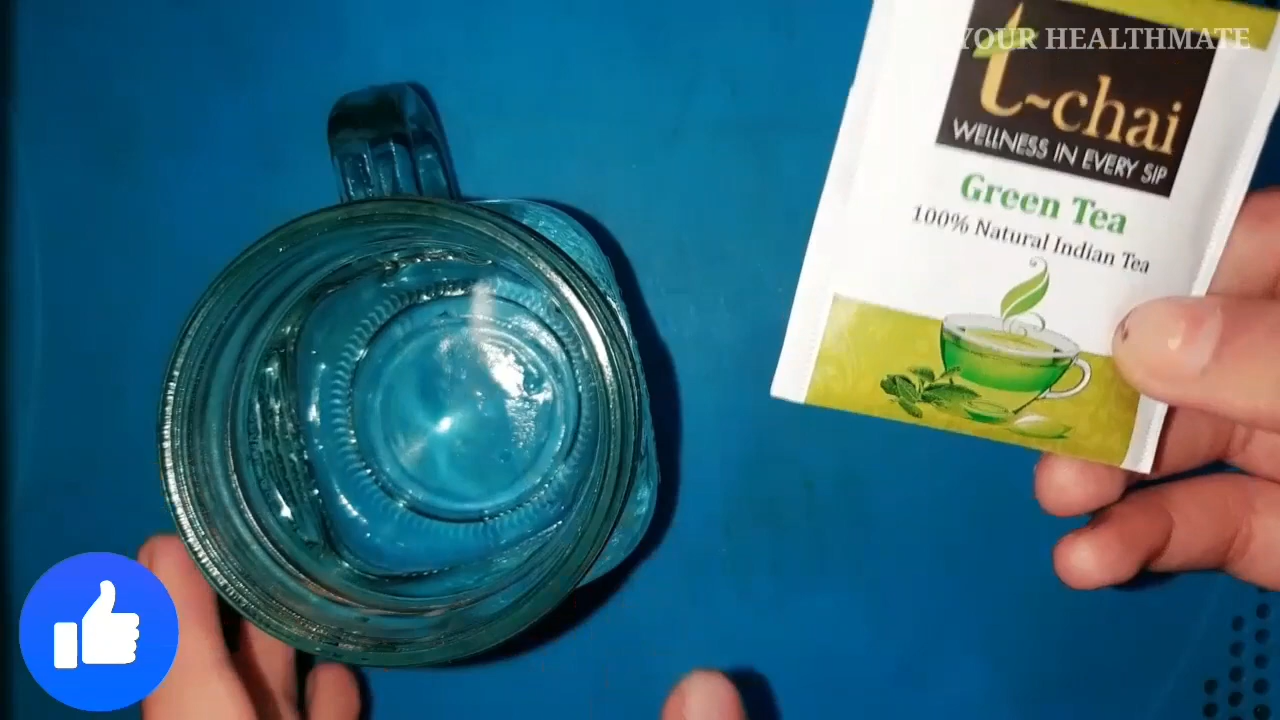 YOUR HEALTHMATE
t-chai
WELLNESS IN EVERY SIP
Green Tea
100% Natural Indian Tea